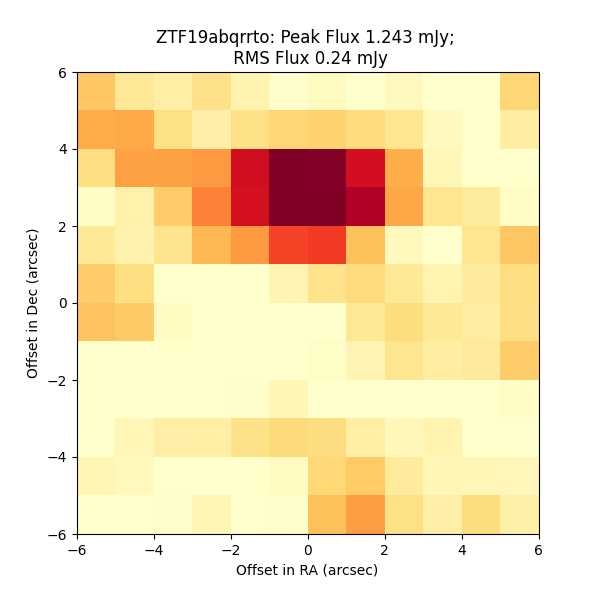 ZTF19abqrrto: Peak Flux 1.243 mJy;
RMS Flux 0.24 mJy
6
4
2
0
−2
−4
−6
Offset in Dec (arcsec)
−6 −4 −2 0 2 4 6
Offset in RA (arcsec)